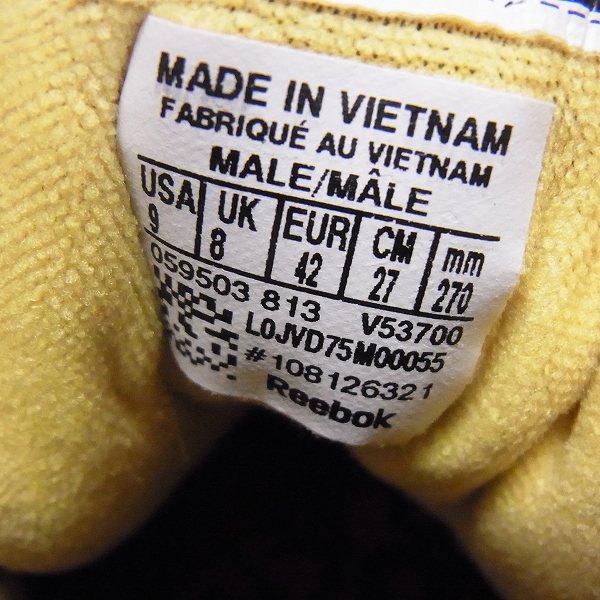 MADE IN VIETNAM
FABRIQUÉ AU VIETNAM
MALE/MÂLE
USA UK EUR CM mm
9 8 42 27 270
059503 813 V53700
L0JVD75M00055
#108126321
Reebok